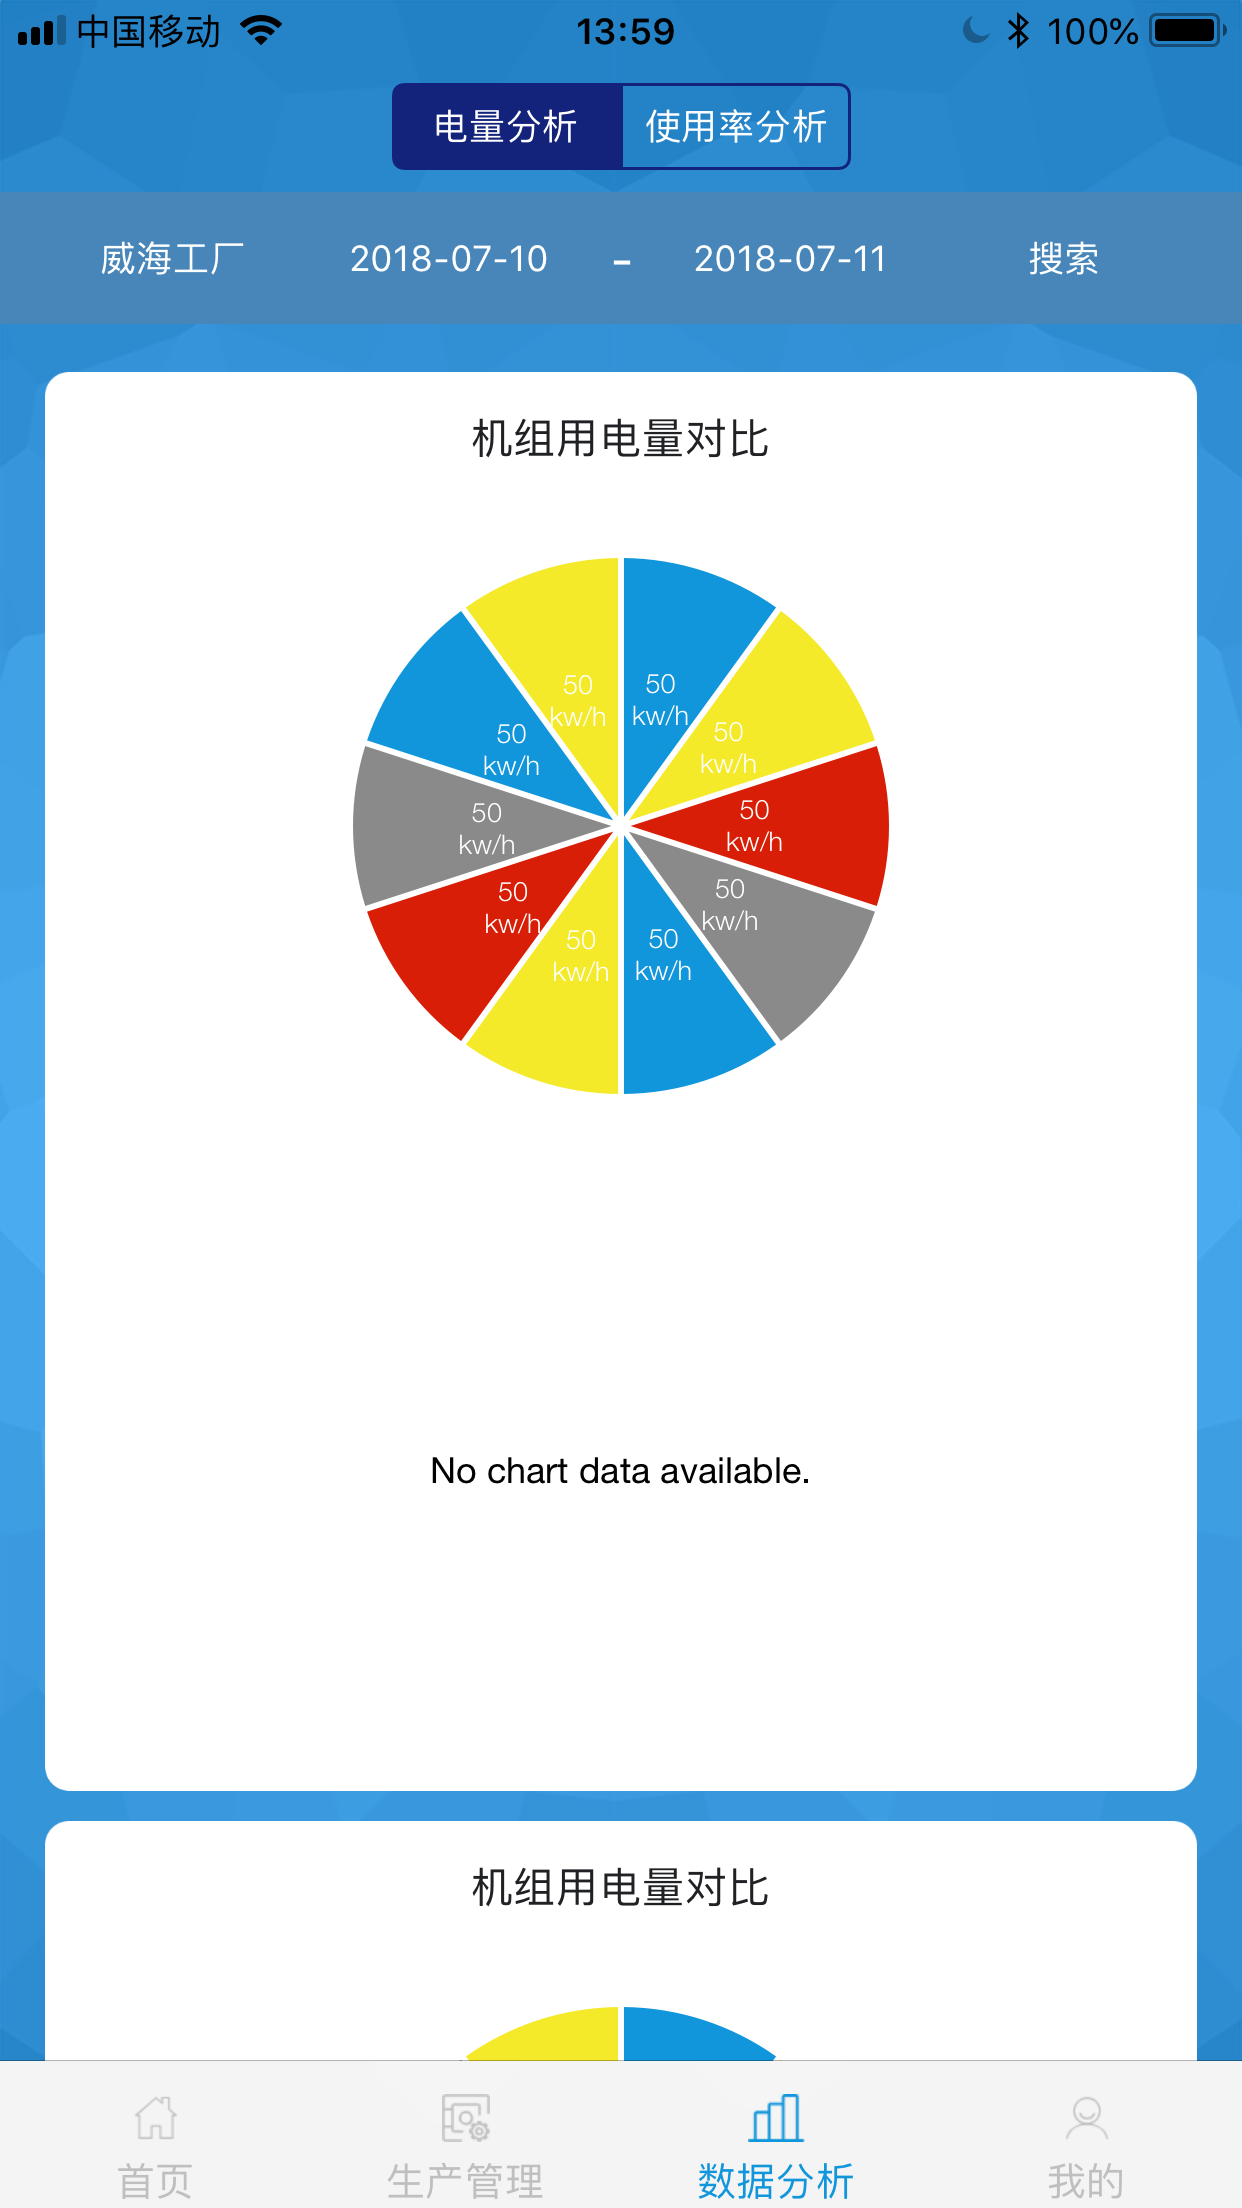 中国移动 13:59 100%
电量分析 使用率分析
威海工厂 2018-07-10 - 2018-07-11 搜索
机组用电量对比
50
kw/h
50
kw/h
50
kw/h
50
kw/h
50
kw/h
50
kw/h
50
kw/h
50
kw/h
50
kw/h
50
kw/h
No chart data available.
机组用电量对比
首页 生产管理 数据分析 我的